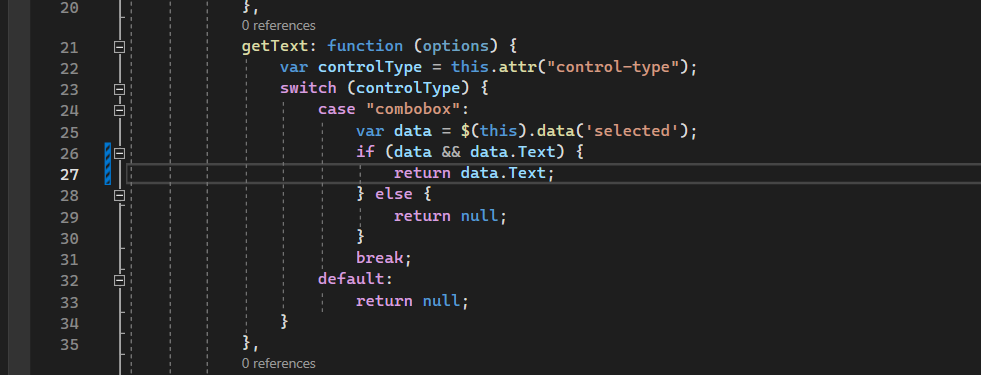 20 },
0 references
21 getText: function (options) {
22 var controlType = this.attr("control-type");
23 switch (controlType) {
24 case "combobox":
25 var data = $(this).data('selected');
26 if (data && data.Text) {
27 return data.Text;
28 } else {
29 return null;
30 }
31 break;
32 default:
33 return null;
34 }
35 },
0 references